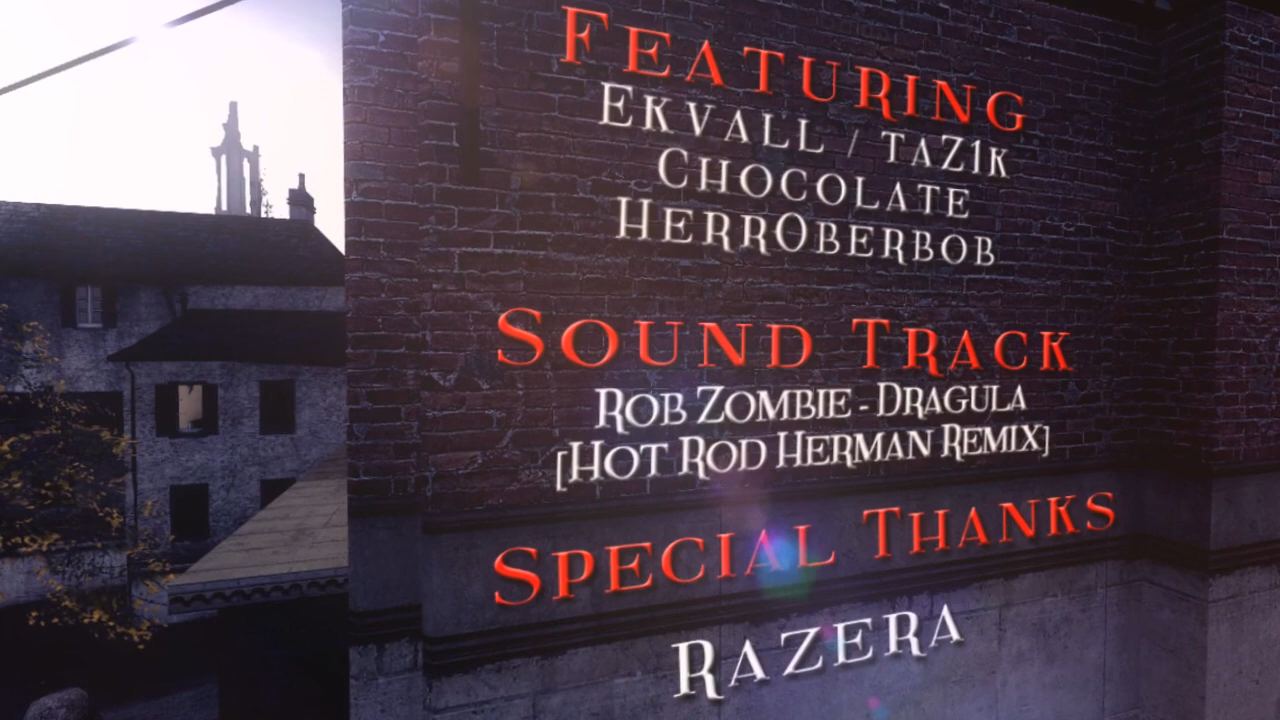 Featuring
Ekvall / taZ1k
Chocolate
HerrOberbob
Sound Track
Rob Zombie - Dragula
[Hot Rod Herman Remix]
Special Thanks
Razera